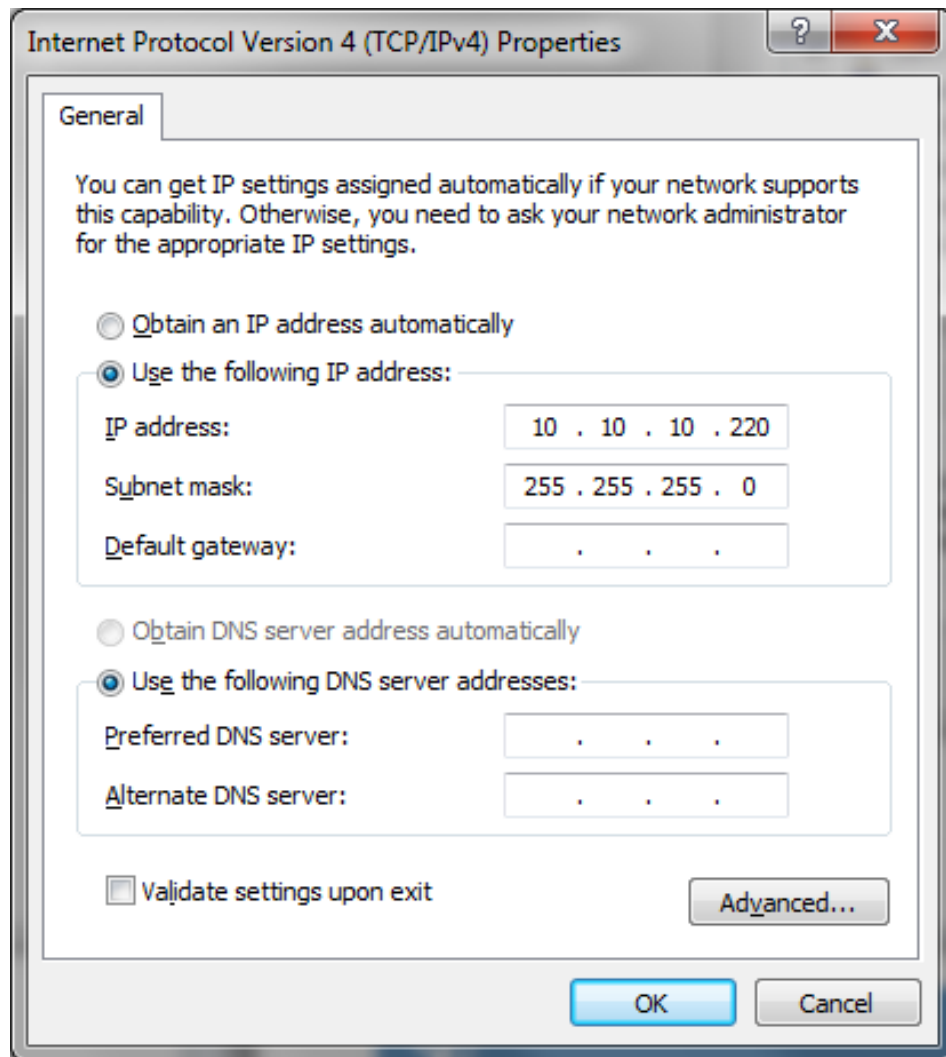 Internet Protocol Version 4 (TCP/IPv4) Properties
?
General
You can get IP settings assigned automatically if your network supports
this capability. Otherwise, you need to ask your network administrator
for the appropriate IP settings.
Obtain an IP address automatically
Use the following IP address:
IP address: 10 . 10 . 10 . 220
Subnet mask: 255 . 255 . 255 . 0
Default gateway: . . .
Obtain DNS server address automatically
Use the following DNS server addresses:
Preferred DNS server: . . .
Alternate DNS server: . . .
Validate settings upon exit
Advanced...
OK Cancel